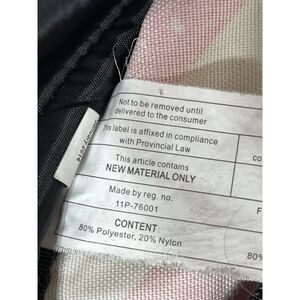 Not to be removed until
delivered to the consumer
This label is affixed in compliance
with Provincial Law
This article contains
NEW MATERIAL ONLY
Made by reg. no.
11P-76001
CONTENT
80% Polyester, 20% Nylon
80%